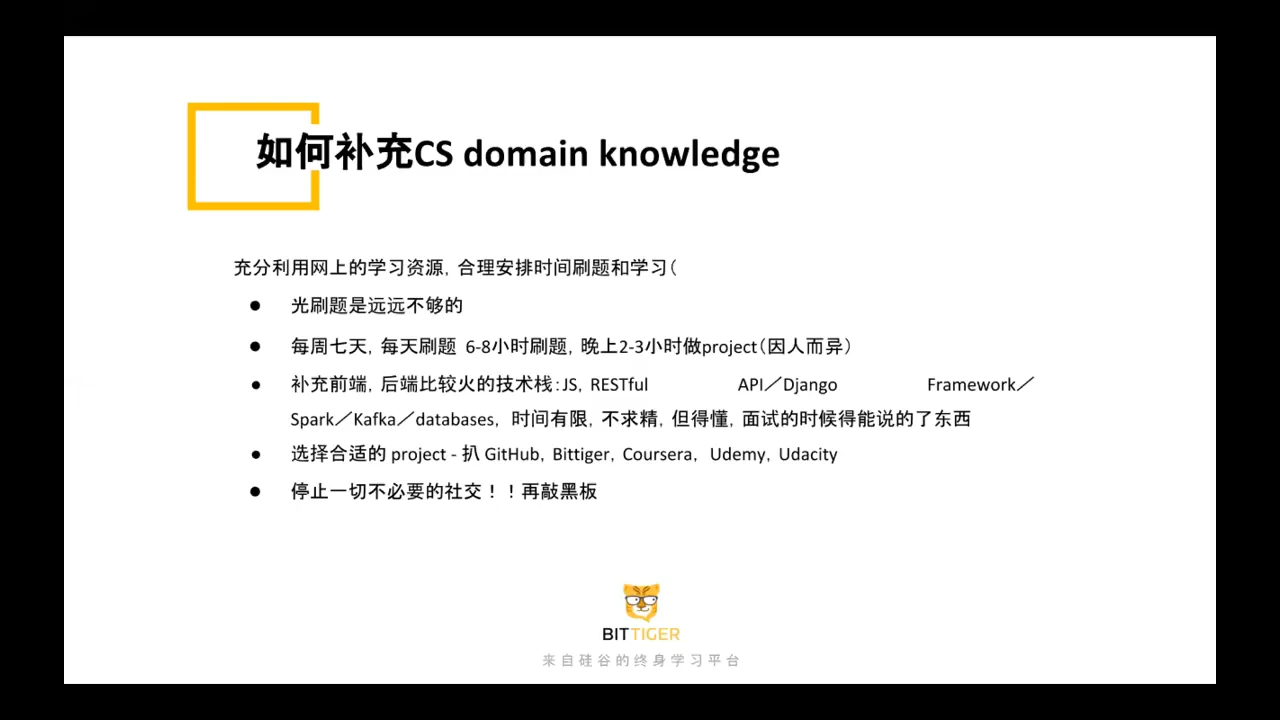 如何补充CS domain knowledge
充分利用网上的学习资源, 合理安排时间刷题和学习(
● 光刷题是远远不够的
● 每周七天, 每天刷题 6-8小时刷题, 晚上2-3小时做project(因人而异)
● 补充前端, 后端比较火的技术栈: JS, RESTful API/Django Framework/
Spark/Kafka/databases, 时间有限, 不求精, 但得懂, 面试的时候得能说的了东西
● 选择合适的 project - 扒 GitHub, Bittiger, Coursera, Udemy, Udacity
● 停止一切不必要的社交!!再敲黑板
BITTIGER
来自硅谷的终身学习平台